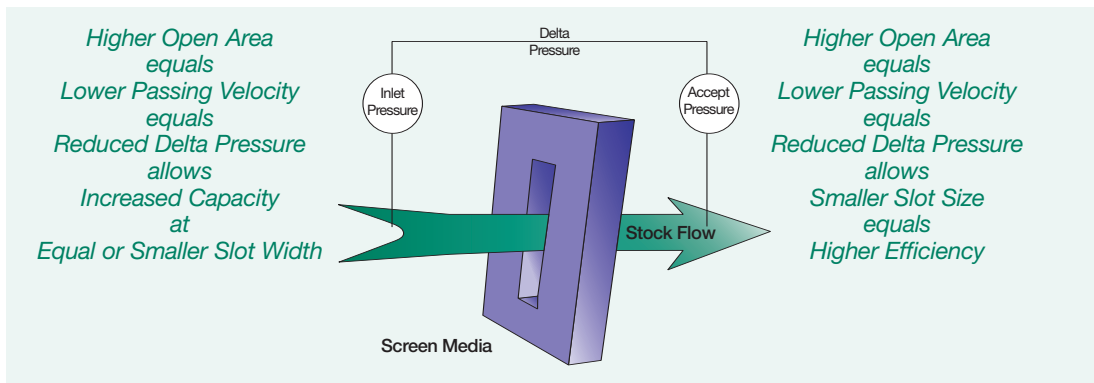 Higher Open Area
equals
Lower Passing Velocity
equals
Reduced Delta Pressure
allows
Increased Capacity
at
Equal or Smaller Slot Width
Delta
Pressure
Inlet
Pressure
Accept
Pressure
Stock Flow
Screen Media
Higher Open Area
equals
Lower Passing Velocity
equals
Reduced Delta Pressure
allows
Smaller Slot Size
equals
Higher Efficiency